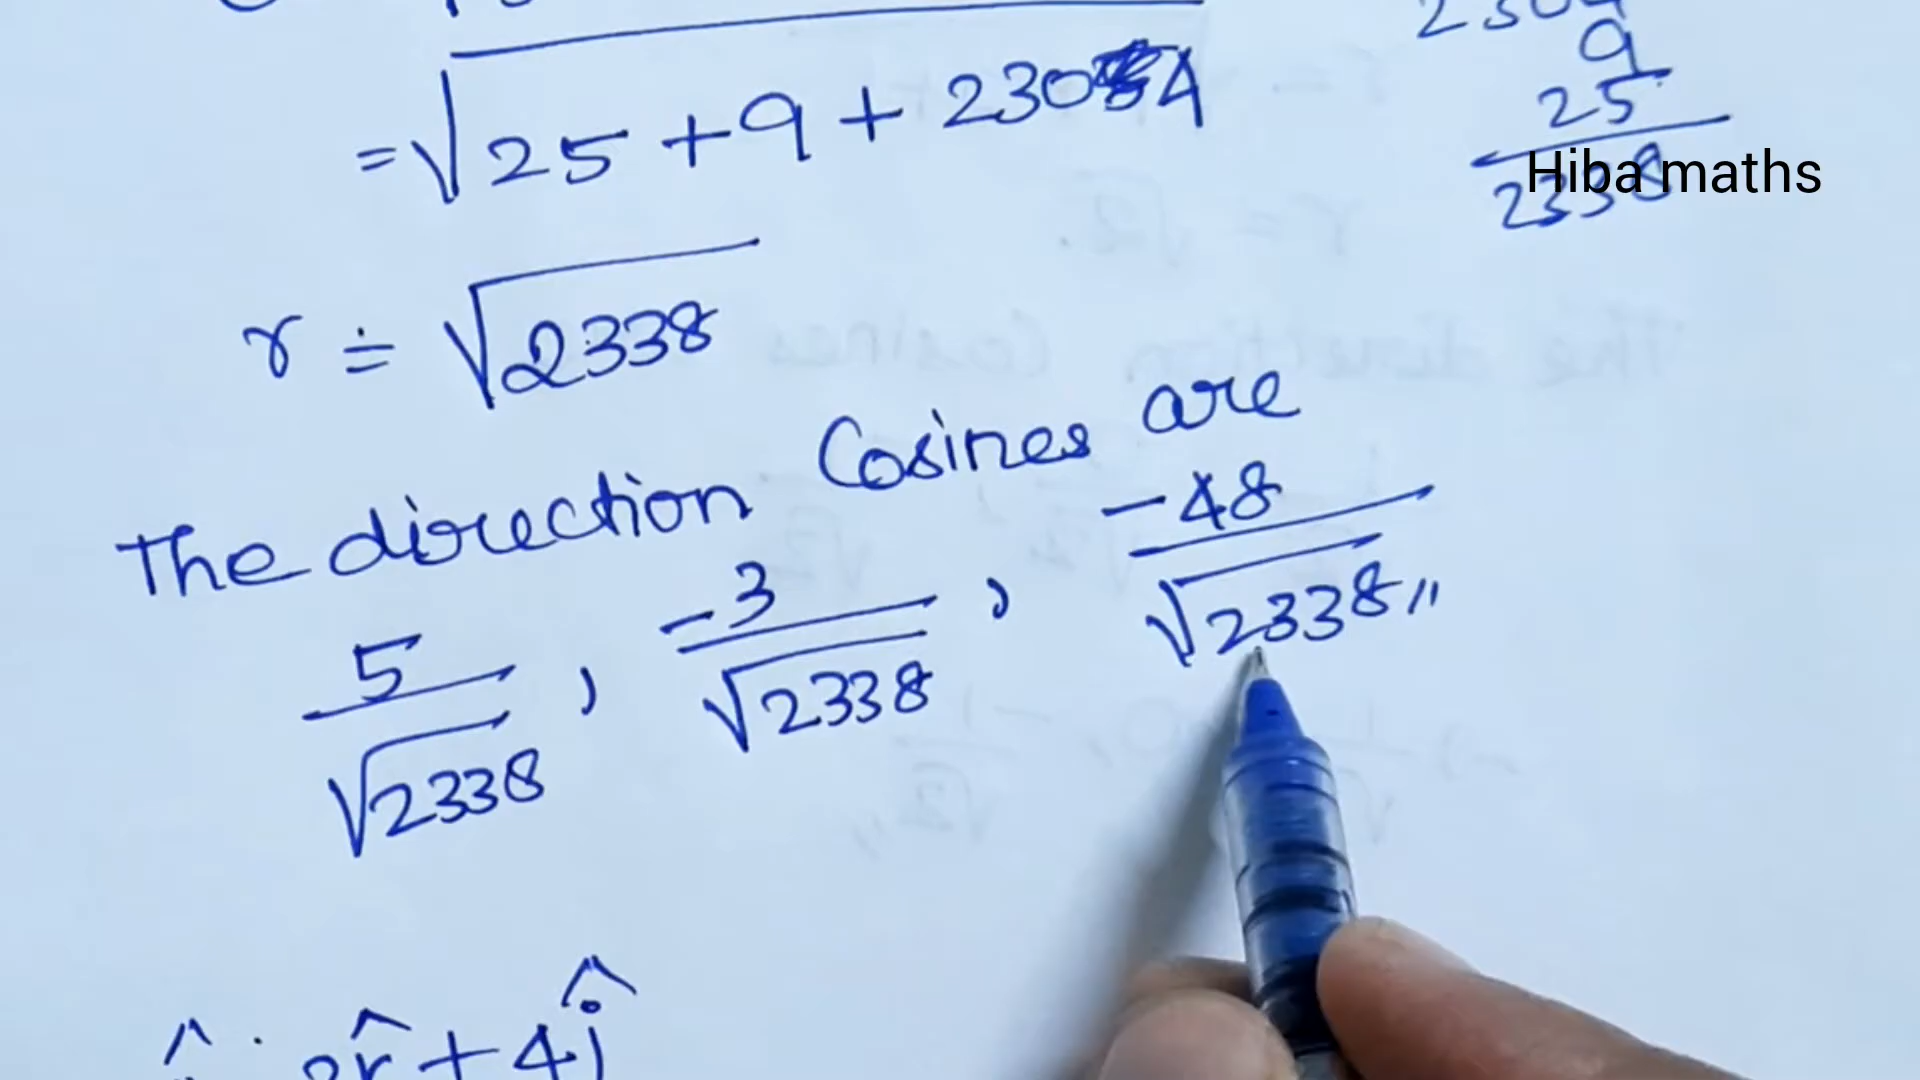 = √25 + 9 + 2304
9
25
2338
Hiba maths
r = √2338
The direction Cosines are
5/√2338 , -3/√2338 , -48/√2338 //
+ 4ĵ